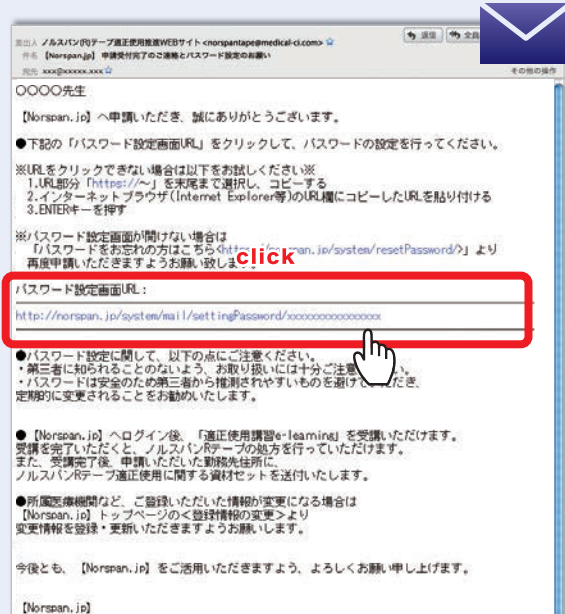 差出人 ノルスパン(R)テープ適正使用推進WEBサイト <norspantape@medical-ci.com>
返信
件名 【Norspan.jp】 申請受付完了のご連絡とパスワード設定のお願い
宛先 xxx@xxxxx.xxx
その他の操作
〇〇〇〇先生
【Norspan.jp】へ申請いただき、誠にありがとうございます。
●下記の「パスワード設定画面URL」をクリックして、パスワードの設定を行ってください。
※URLをクリックできない場合は以下をお試しください※
1.URL部分「https://～」を末尾まで選択し、コピーする
2.インターネットブラウザ(Internet Explorer等)のURL欄にコピーしたURLを貼り付ける
3.ENTERキーを押す
※パスワード設定画面が開けない場合は
「パスワードをお忘れの方はこちら
an.jp/system/resetPassword/>」より
再度申請いただきますようお願い致します。
click
パスワード設定画面URL：
http://norspan.jp/system/mail/settingPassword/xxxxxxxxxxxxxxxx
●パスワード設定に関して、以下の点にご注意ください。
・第三者に知られることのないよう、お取り扱いには十分ご注意
い。
・パスワードは安全のため第三者から推測されやすいものを避けて
だき、
定期的に変更されることをお勧めいたします。
●【Norspan.jp】へログイン後、「適正使用講習e-learning」を受講いただけます。
受講を完了いただくと、ノルスパンRテープの処方を行っていただけます。
また、受講完了後、申請いただいた勤務先住所に、
ノルスパンRテープ適正使用に関する資材セットを送付いたします。
●所属医療機関など、ご登録いただいた情報が変更になる場合は
【Norspan.jp】トップページの<登録情報の変更>より
変更情報を登録・更新いただきますようお願いします。
今後とも、【Norspan.jp】をご活用いただきますよう、よろしくお願い申し上げます。
【Norspan.jp】